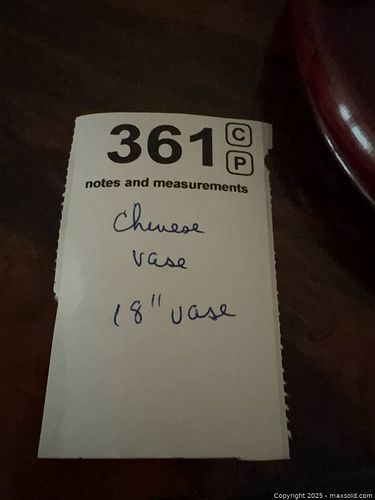 361 C
P
notes and measurements
Chinese
vase
18" vase
Copyright 2025 - maxsold.com